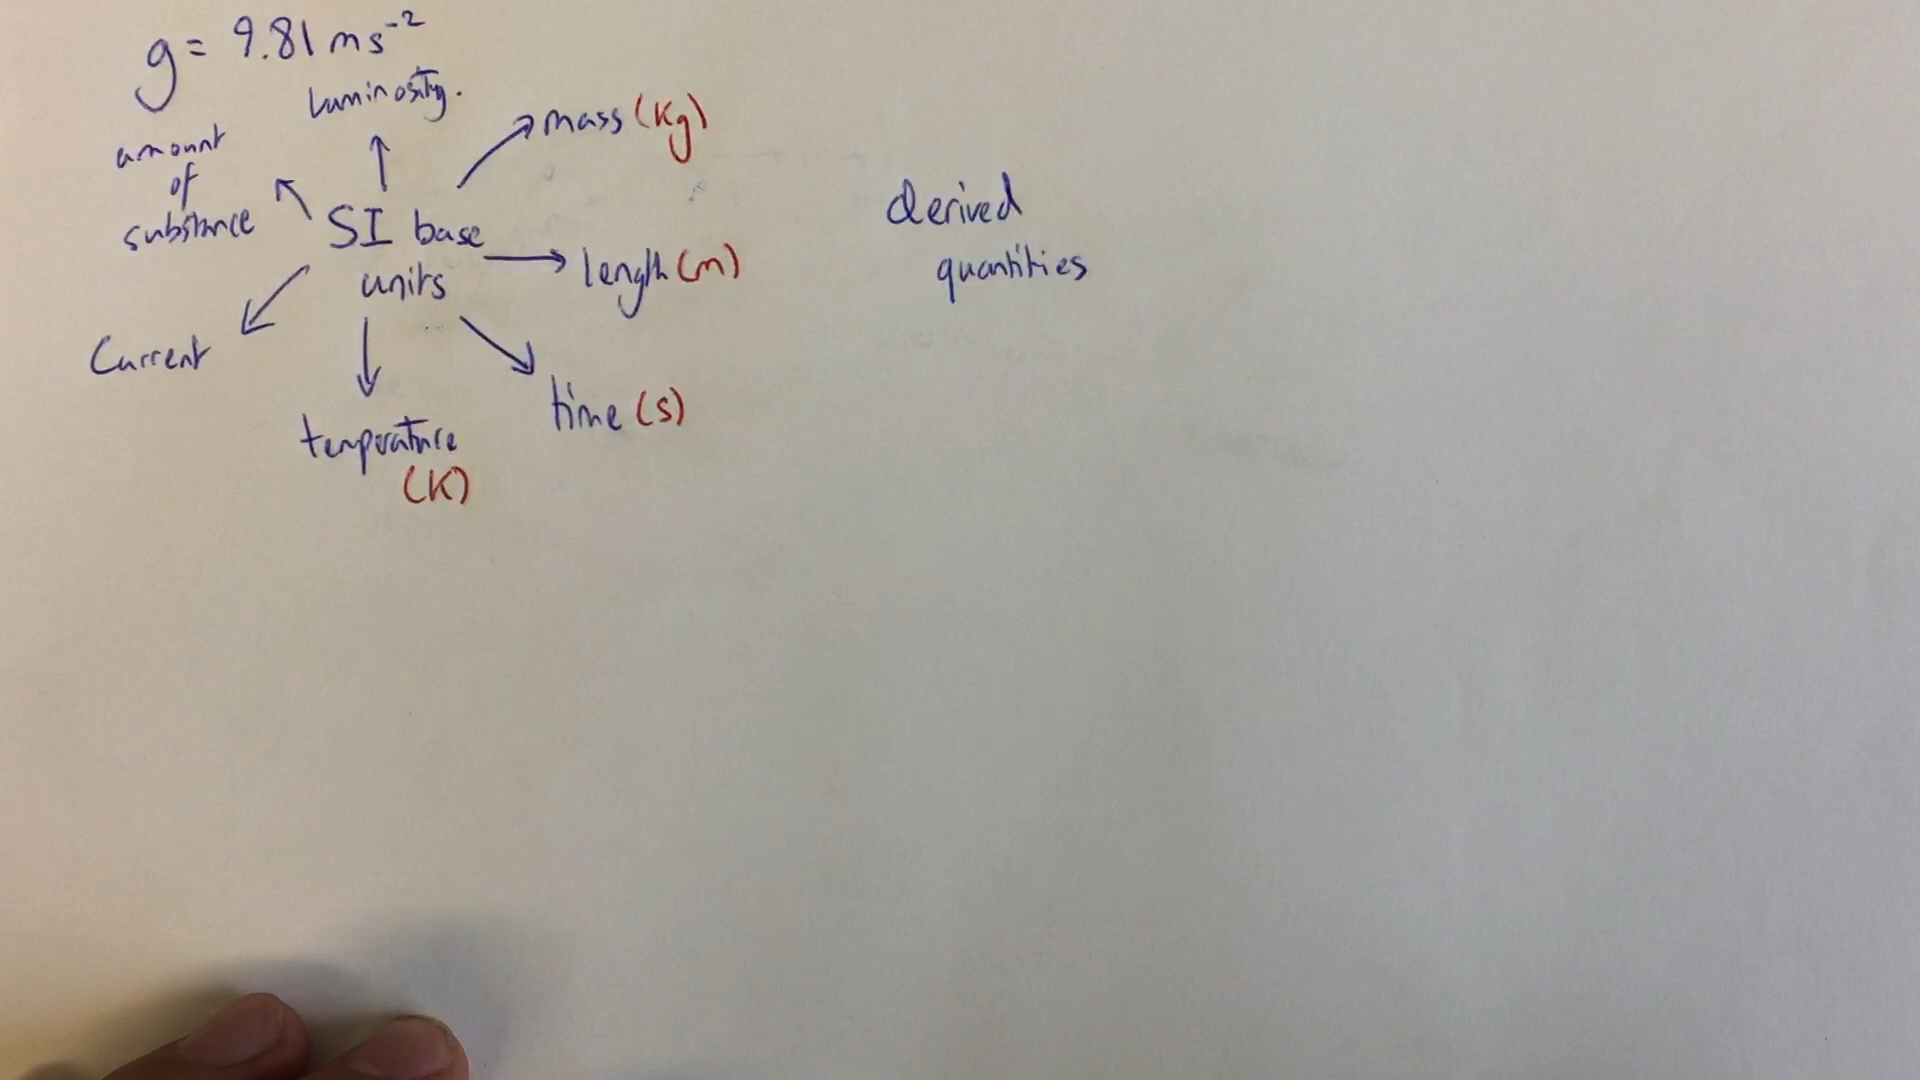 g = 9.81 ms⁻²
luminosity.
amount
of
substance
mass (kg)
SI base
units
length (m)
time (s)
temperature
(K)
Current
derived
quantities